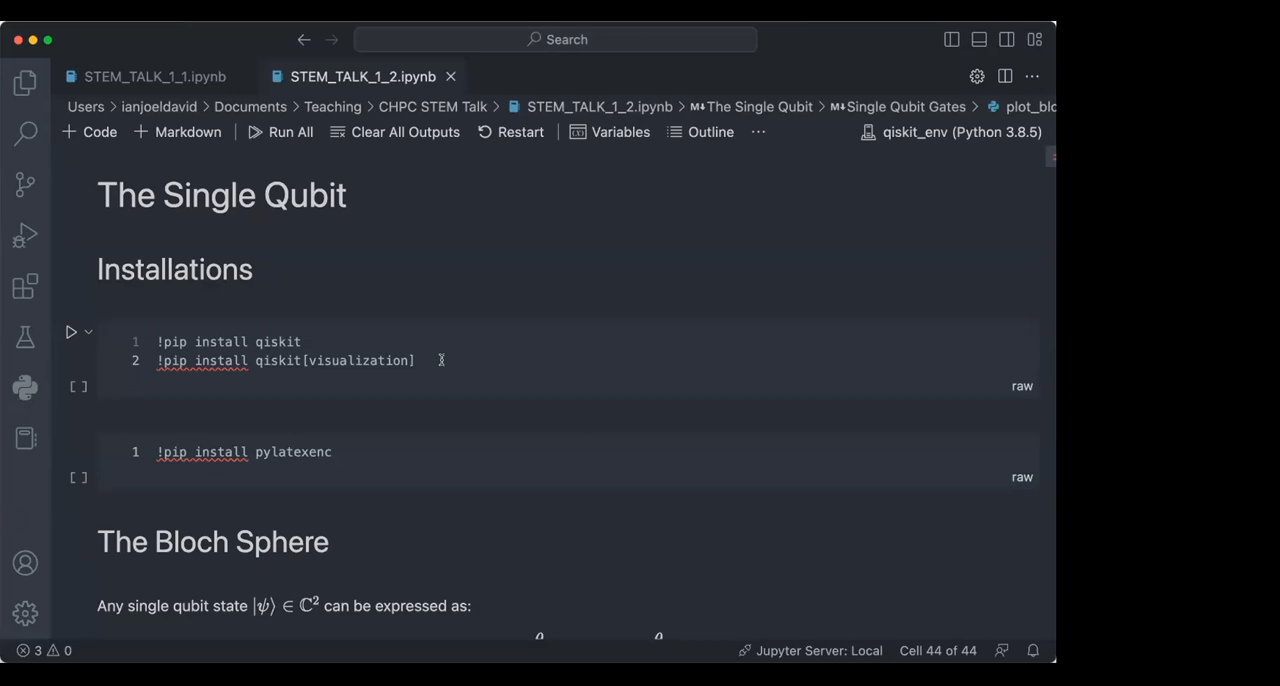 Search
STEM_TALK_1_1.ipynb STEM_TALK_1_2.ipynb
Users > ianjoeldavid > Documents > Teaching > CHPC STEM Talk > STEM_TALK_1_2.ipynb > M↓The Single Qubit > M↓Single Qubit Gates > plot_blo
+ Code + Markdown Run All Clear All Outputs Restart Variables Outline ... qiskit_env (Python 3.8.5)
The Single Qubit
Installations
1 !pip install qiskit
2 !pip install qiskit[visualization]
[ ] raw
1 !pip install pylatexenc
[ ] raw
The Bloch Sphere
Any single qubit state |ψ⟩ ∈ ℂ² can be expressed as:
3 0 Jupyter Server: Local Cell 44 of 44